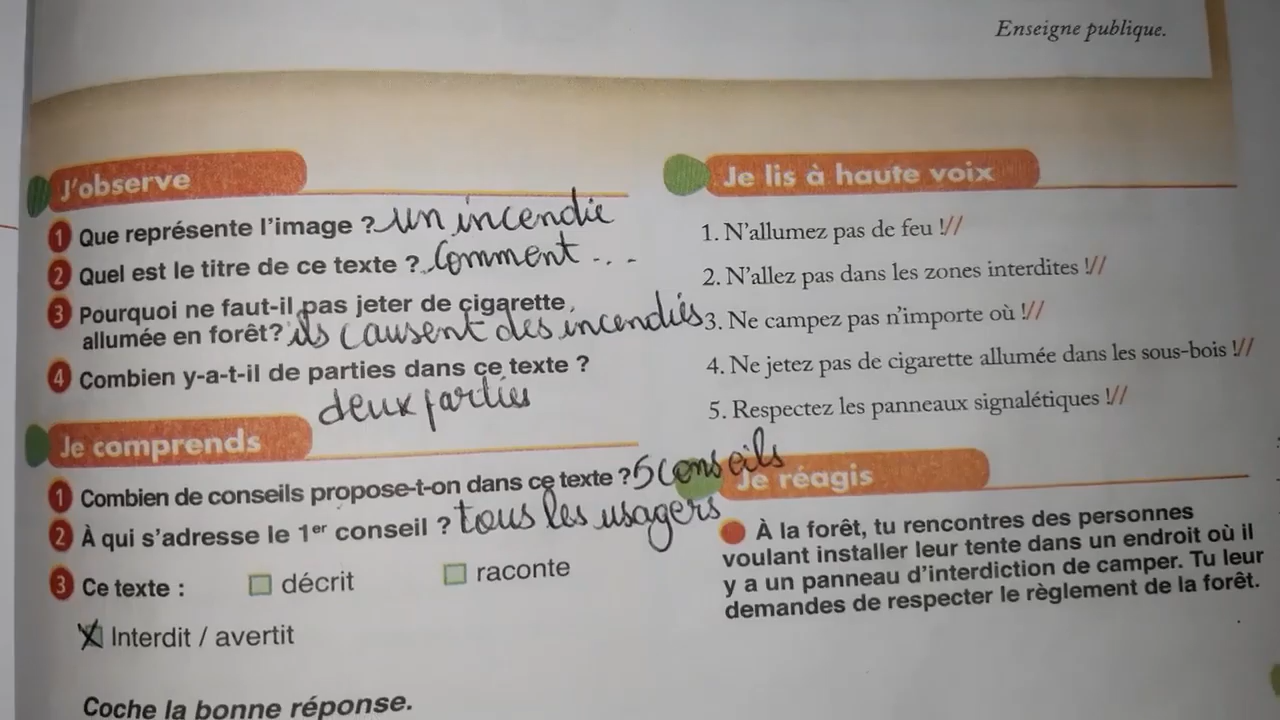 Enseigne publique.
J'observe
1 Que représente l'image ? un incendie
2 Quel est le titre de ce texte ? Comment ...
3 Pourquoi ne faut-il pas jeter de cigarette
allumée en forêt? ils causent des incendies
4 Combien y-a-t-il de parties dans ce texte ?
deux parties
Je comprends
1 Combien de conseils propose-t-on dans ce texte ? 5 conseils
2 À qui s'adresse le 1er conseil ? tous les usagers
3 Ce texte : décrit raconte
Interdit / avertit
Coche la bonne réponse.
Je lis à haute voix
1. N'allumez pas de feu !//
2. N'allez pas dans les zones interdites !//
3. Ne campez pas n'importe où !//
4. Ne jetez pas de cigarette allumée dans les sous-bois !//
5. Respectez les panneaux signalétiques !//
Je réagis
À la forêt, tu rencontres des personnes
voulant installer leur tente dans un endroit où il
y a un panneau d'interdiction de camper. Tu leur
demandes de respecter le règlement de la forêt.